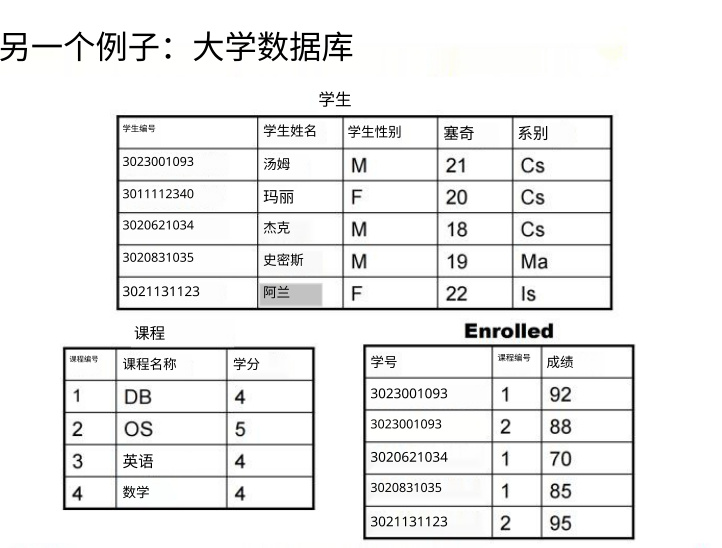 另一个例子：大学数据库
学生
学生编号 学生姓名 学生性别 塞奇 系别
3023001093 汤姆 M 21 Cs
3011112340 玛丽 F 20 Cs
3020621034 杰克 M 18 Cs
3020831035 史密斯 M 19 Ma
3021131123 阿兰 F 22 Is
课程
课程编号 课程名称 学分
1 DB 4
2 OS 5
3 英语 4
4 数学 4
Enrolled
学号 课程编号 成绩
3023001093 1 92
3023001093 2 88
3020621034 1 70
3020831035 1 85
3021131123 2 95